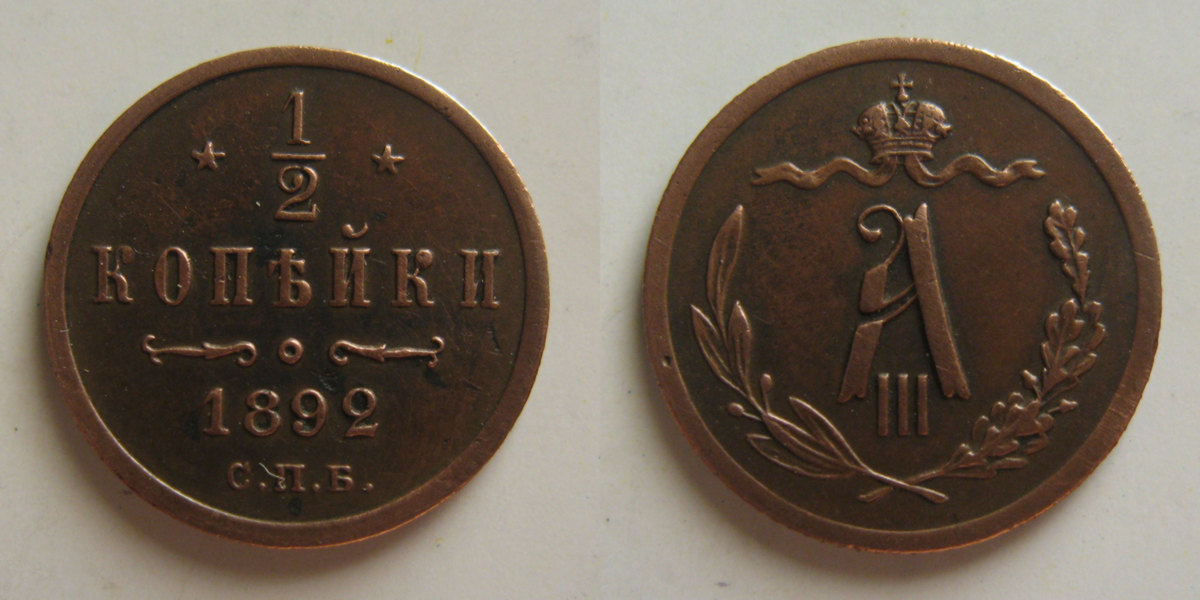 1/2
КОПѢЙКИ
1892
С.П.Б.
А
III